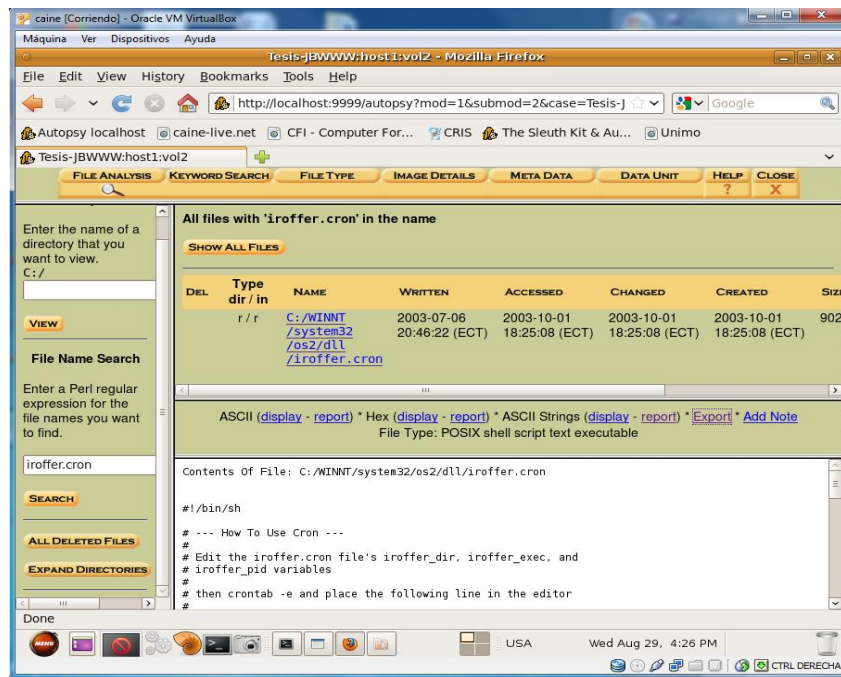 caine [Corriendo] - Oracle VM VirtualBox
Máquina Ver Dispositivos Ayuda
Tesis-JBWWW:host1:vol2 - Mozilla Firefox
File Edit View History Bookmarks Tools Help
http://localhost:9999/autopsy?mod=1&submod=2&case=Tesis-J
Google
Autopsy localhost caine-live.net CFI - Computer For... CRIS The Sleuth Kit & Au... Unimo
Tesis-JBWWW:host1:vol2
FILE ANALYSIS KEYWORD SEARCH FILE TYPE IMAGE DETAILS META DATA DATA UNIT HELP CLOSE
? X
Enter the name of a
directory that you
want to view.
C:/
VIEW
File Name Search
Enter a Perl regular
expression for the
file names you want
to find.
iroffer.cron
SEARCH
ALL DELETED FILES
EXPAND DIRECTORIES
All files with 'iroffer.cron' in the name
SHOW ALL FILES
DEL Type dir / in NAME WRITTEN ACCESSED CHANGED CREATED SIZE
r / r C:/WINNT 2003-07-06 2003-10-01 2003-10-01 2003-10-01 902
/system32 20:46:22 (ECT) 18:25:08 (ECT) 18:25:08 (ECT) 18:25:08 (ECT)
/os2/dll
/iroffer.cron
ASCII (display - report) * Hex (display - report) * ASCII Strings (display - report) * Export * Add Note
File Type: POSIX shell script text executable
Contents Of File: C:/WINNT/system32/os2/dll/iroffer.cron
#!/bin/sh
# --- How To Use Cron ---
#
# Edit the iroffer.cron file's iroffer_dir, iroffer_exec, and
# iroffer_pid variables
#
# then crontab -e and place the following line in the editor
#
Done
MENU
USA Wed Aug 29, 4:26 PM
CTRL DERECHA